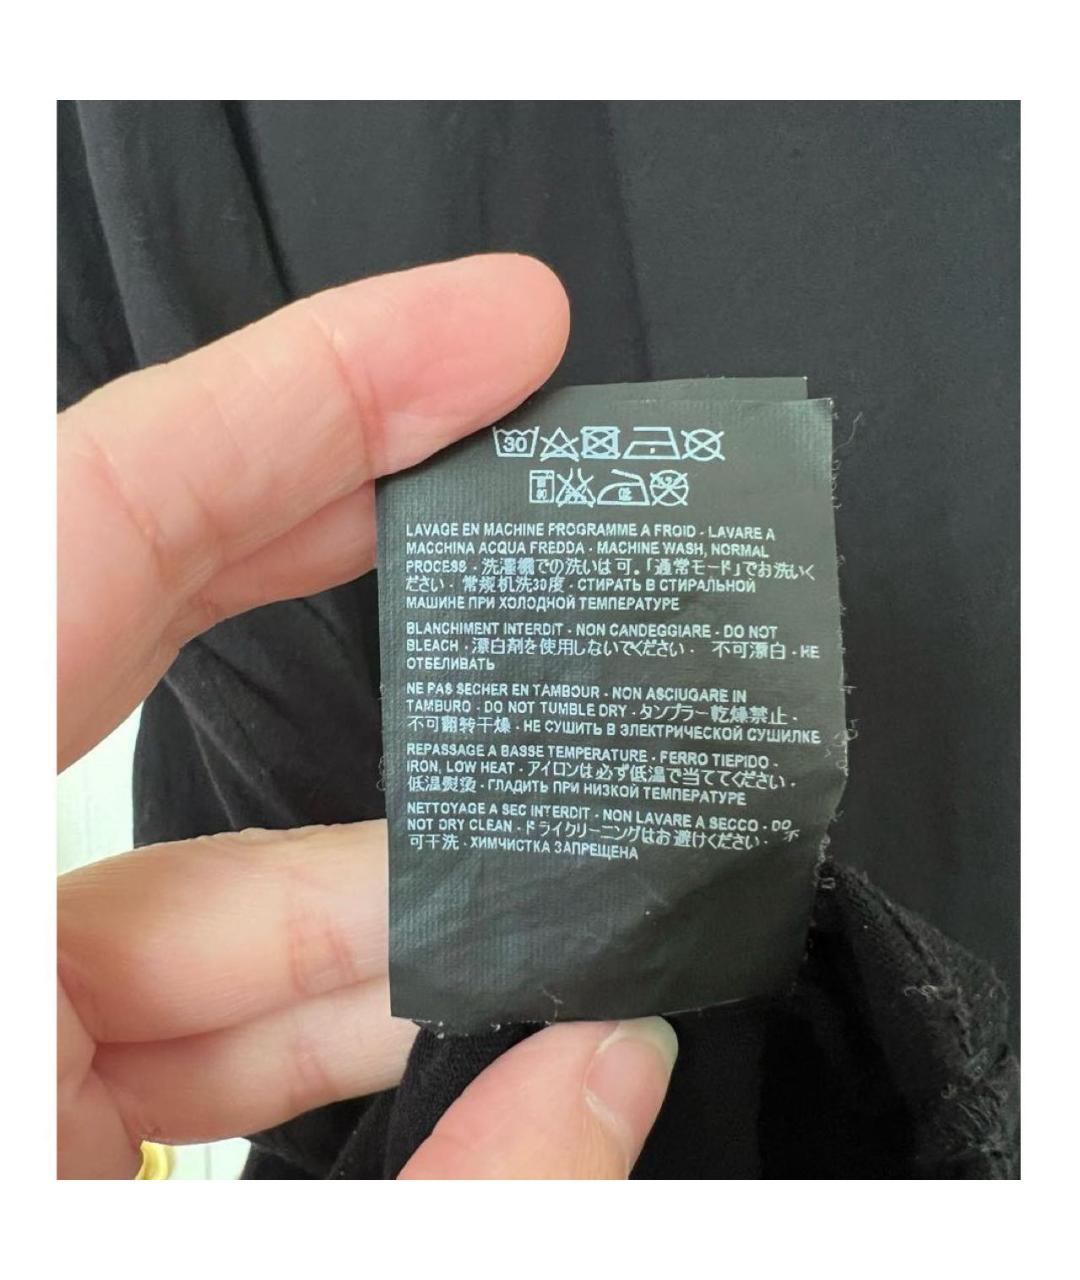 30
LAVAGE EN MACHINE PROGRAMME A FROID - LAVARE A
MACCHINA ACQUA FREDDA - MACHINE WASH, NORMAL
PROCESS - 洗濯機での洗いは可。「通常モード」でお洗いく
ださい - 常规机洗30度 - СТИРАТЬ В СТИРАЛЬНОЙ
МАШИНЕ ПРИ ХОЛОДНОЙ ТЕМПЕРАТУРЕ
BLANCHIMENT INTERDIT - NON CANDEGGIARE - DO NOT
BLEACH - 漂白剤を使用しないでください - 不可漂白 - НЕ
ОТБЕЛИВАТЬ
NE PAS SECHER EN TAMBOUR - NON ASCIUGARE IN
TAMBURO - DO NOT TUMBLE DRY - タンブラー乾燥禁止 -
不可翻转干燥 - НЕ СУШИТЬ В ЭЛЕКТРИЧЕСКОЙ СУШИЛКЕ
REPASSAGE A BASSE TEMPERATURE - FERRO TIEPIDO -
IRON, LOW HEAT - アイロンは必ず低温で当ててください -
低温熨烫 - ГЛАДИТЬ ПРИ НИЗКОЙ ТЕМПЕРАТУРЕ
NETTOYAGE A SEC INTERDIT - NON LAVARE A SECCO - DO
NOT DRY CLEAN - ドライクリーニングはお避けください - 不
可干洗 - ХИМЧИСТКА ЗАПРЕЩЕНА